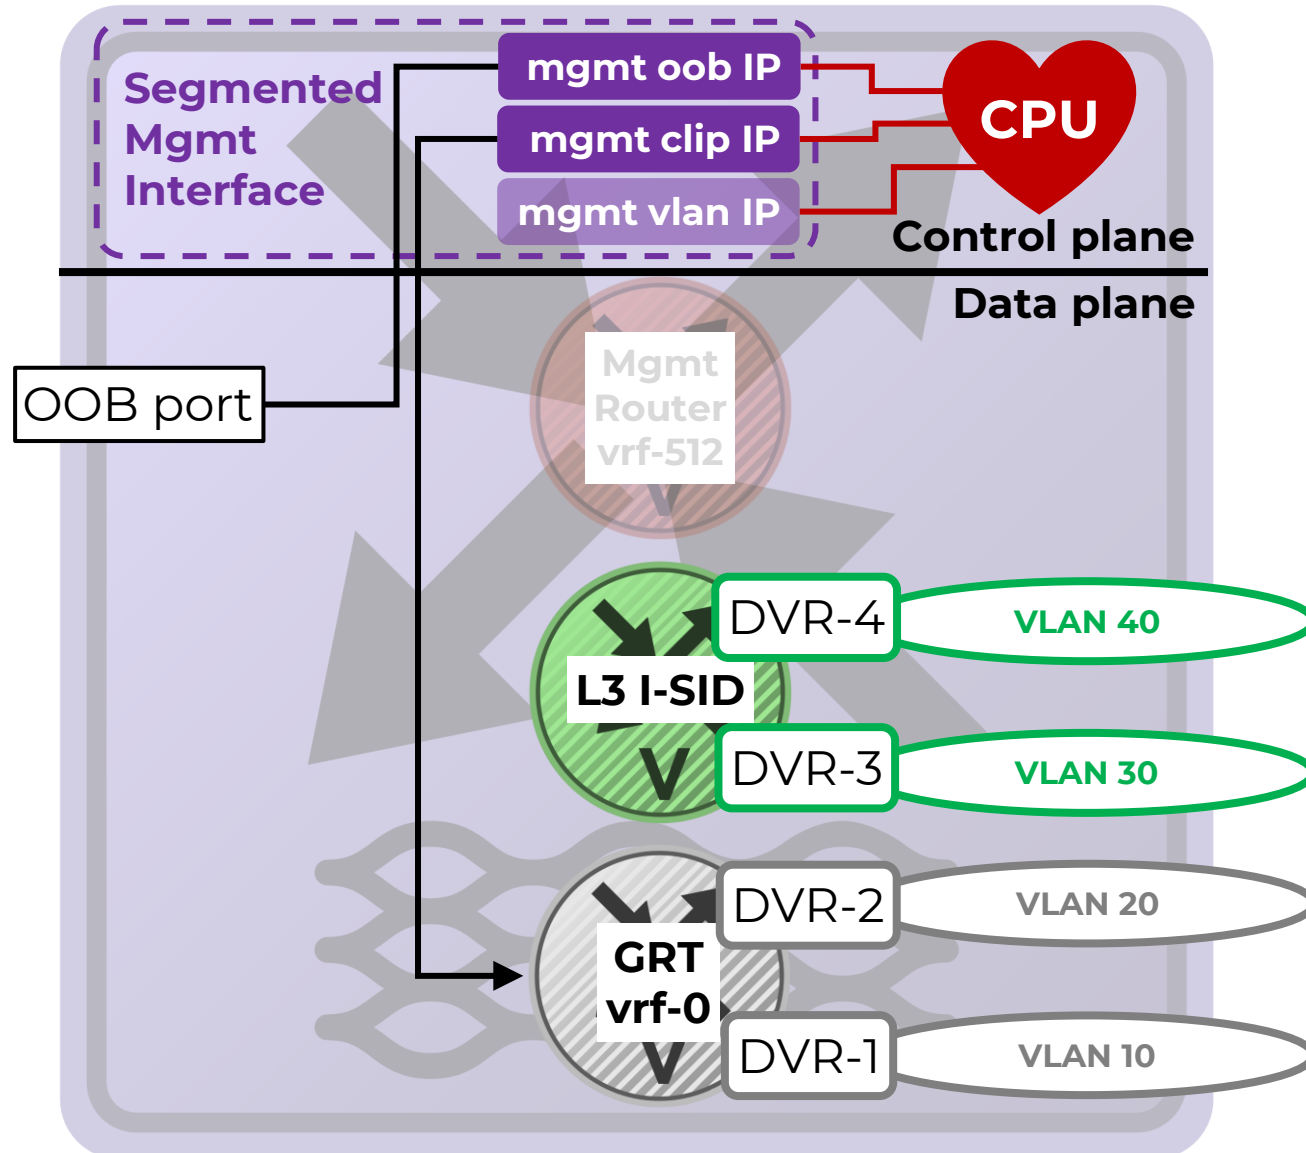 Segmented
Mgmt
Interface
mgmt oob IP
mgmt clip IP
mgmt vlan IP
CPU
Control plane
Data plane
OOB port
Mgmt
Router
vrf-512
V
DVR-4
VLAN 40
L3 I-SID
DVR-3
VLAN 30
V
DVR-2
VLAN 20
GRT
vrf-0
DVR-1
VLAN 10
V